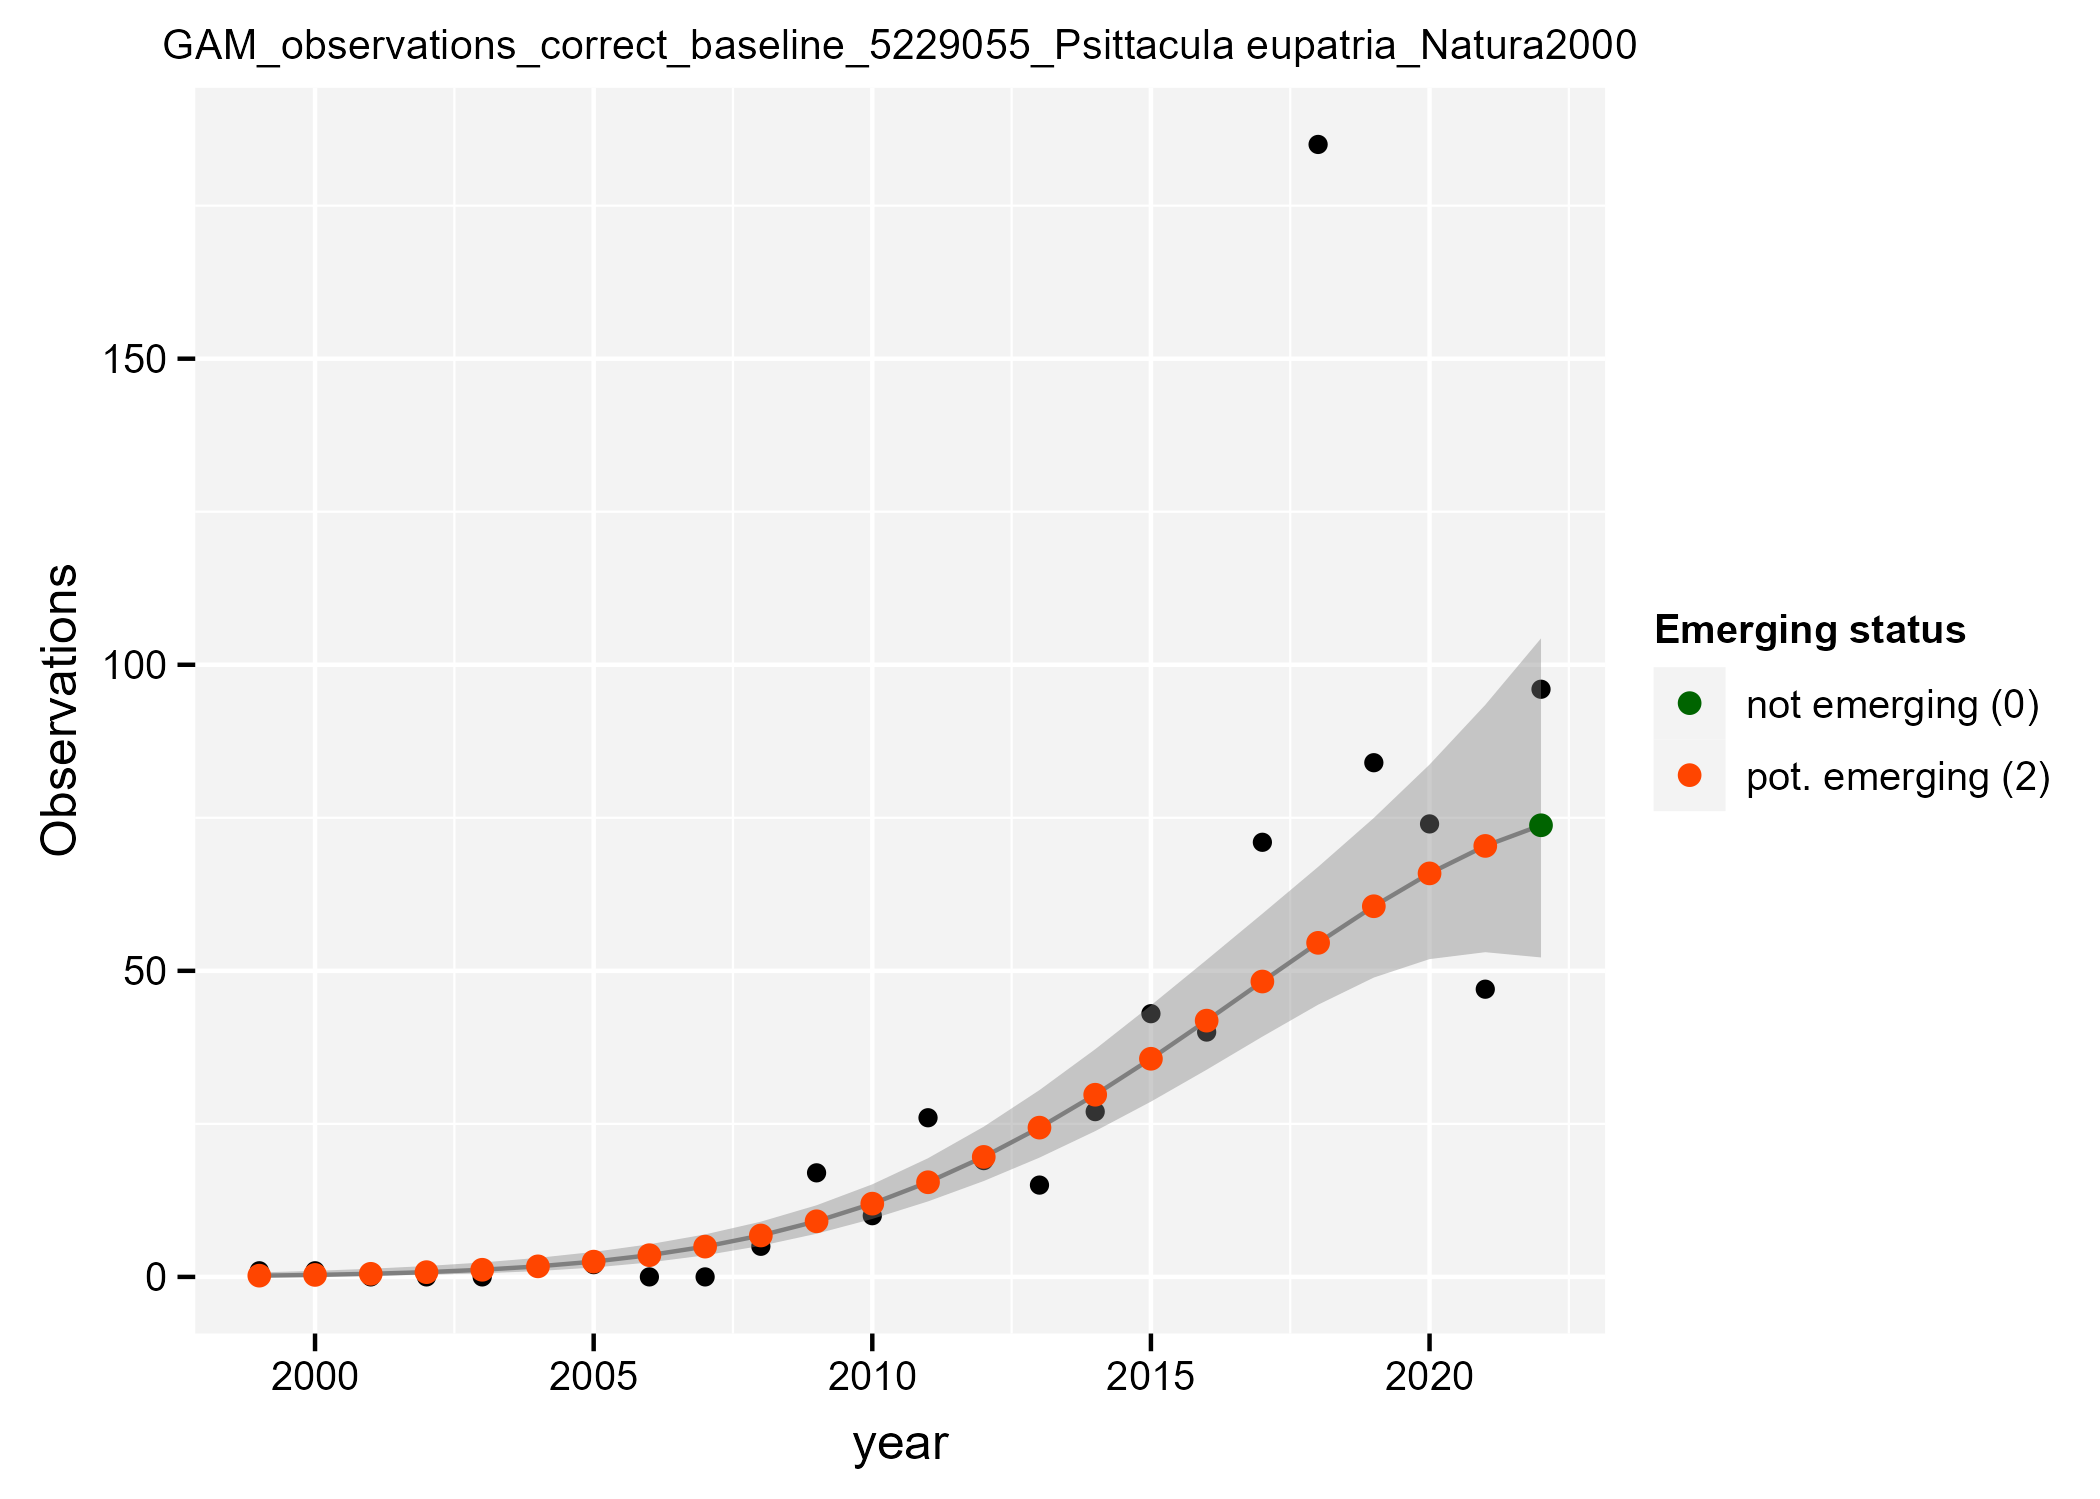 GAM_observations_correct_baseline_5229055_Psittacula eupatria_Natura2000
Observations
150
100
50
0
2000 2005 2010 2015 2020
year
Emerging status
not emerging (0)
pot. emerging (2)